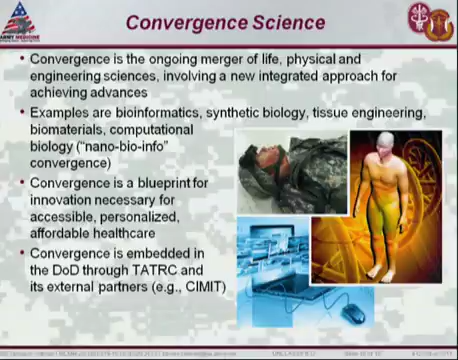 ARMY MEDICINE
Convergence Science
• Convergence is the ongoing merger of life, physical and
engineering sciences, involving a new integrated approach for
achieving advances
• Examples are bioinformatics, synthetic biology, tissue engineering,
biomaterials, computational
biology ("nano-bio-info"
convergence)
• Convergence is a blueprint for
innovation necessary for
accessible, personalized,
affordable healthcare
• Convergence is embedded in
the DoD through TATRC and
its external partners (e.g., CIMIT)
UNCLASSIFIED